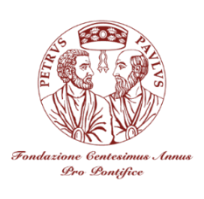 PETRVS
PAVLVS
Fondazione Centesimus Annus
Pro Pontifice